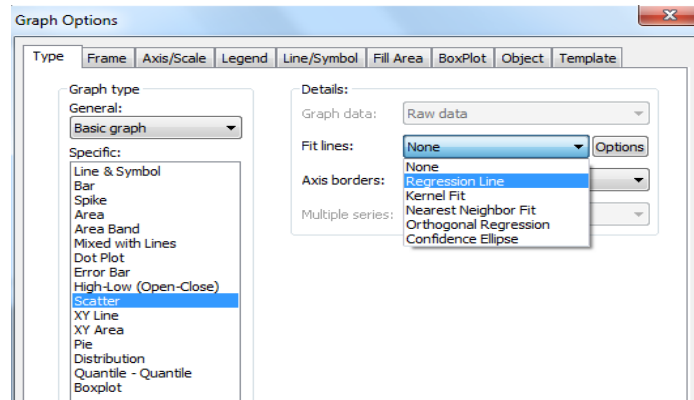 Graph Options
Type Frame Axis/Scale Legend Line/Symbol Fill Area BoxPlot Object Template
Graph type
General:
Basic graph
Specific:
Line & Symbol
Bar
Spike
Area
Area Band
Mixed with Lines
Dot Plot
Error Bar
High-Low (Open-Close)
Scatter
XY Line
XY Area
Pie
Distribution
Quantile - Quantile
Boxplot
Details:
Graph data: Raw data
Fit lines: None Options
None
Regression Line
Kernel Fit
Nearest Neighbor Fit
Orthogonal Regression
Confidence Ellipse
Axis borders:
Multiple series: